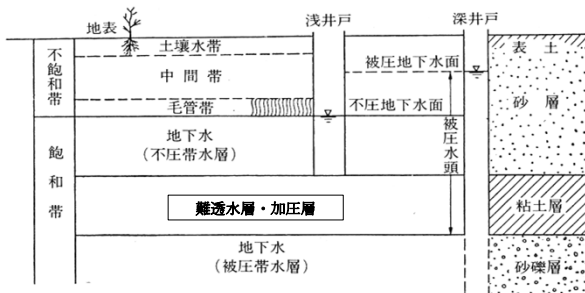 地表
浅井戸
深井戸
不飽和帯
土壌水帯
中間帯
毛管帯
被圧地下水面
不圧地下水面
表土
砂層
飽和帯
地下水
(不圧帯水層)
被圧水頭
難透水層・加圧層
粘土層
地下水
(被圧帯水層)
砂礫層